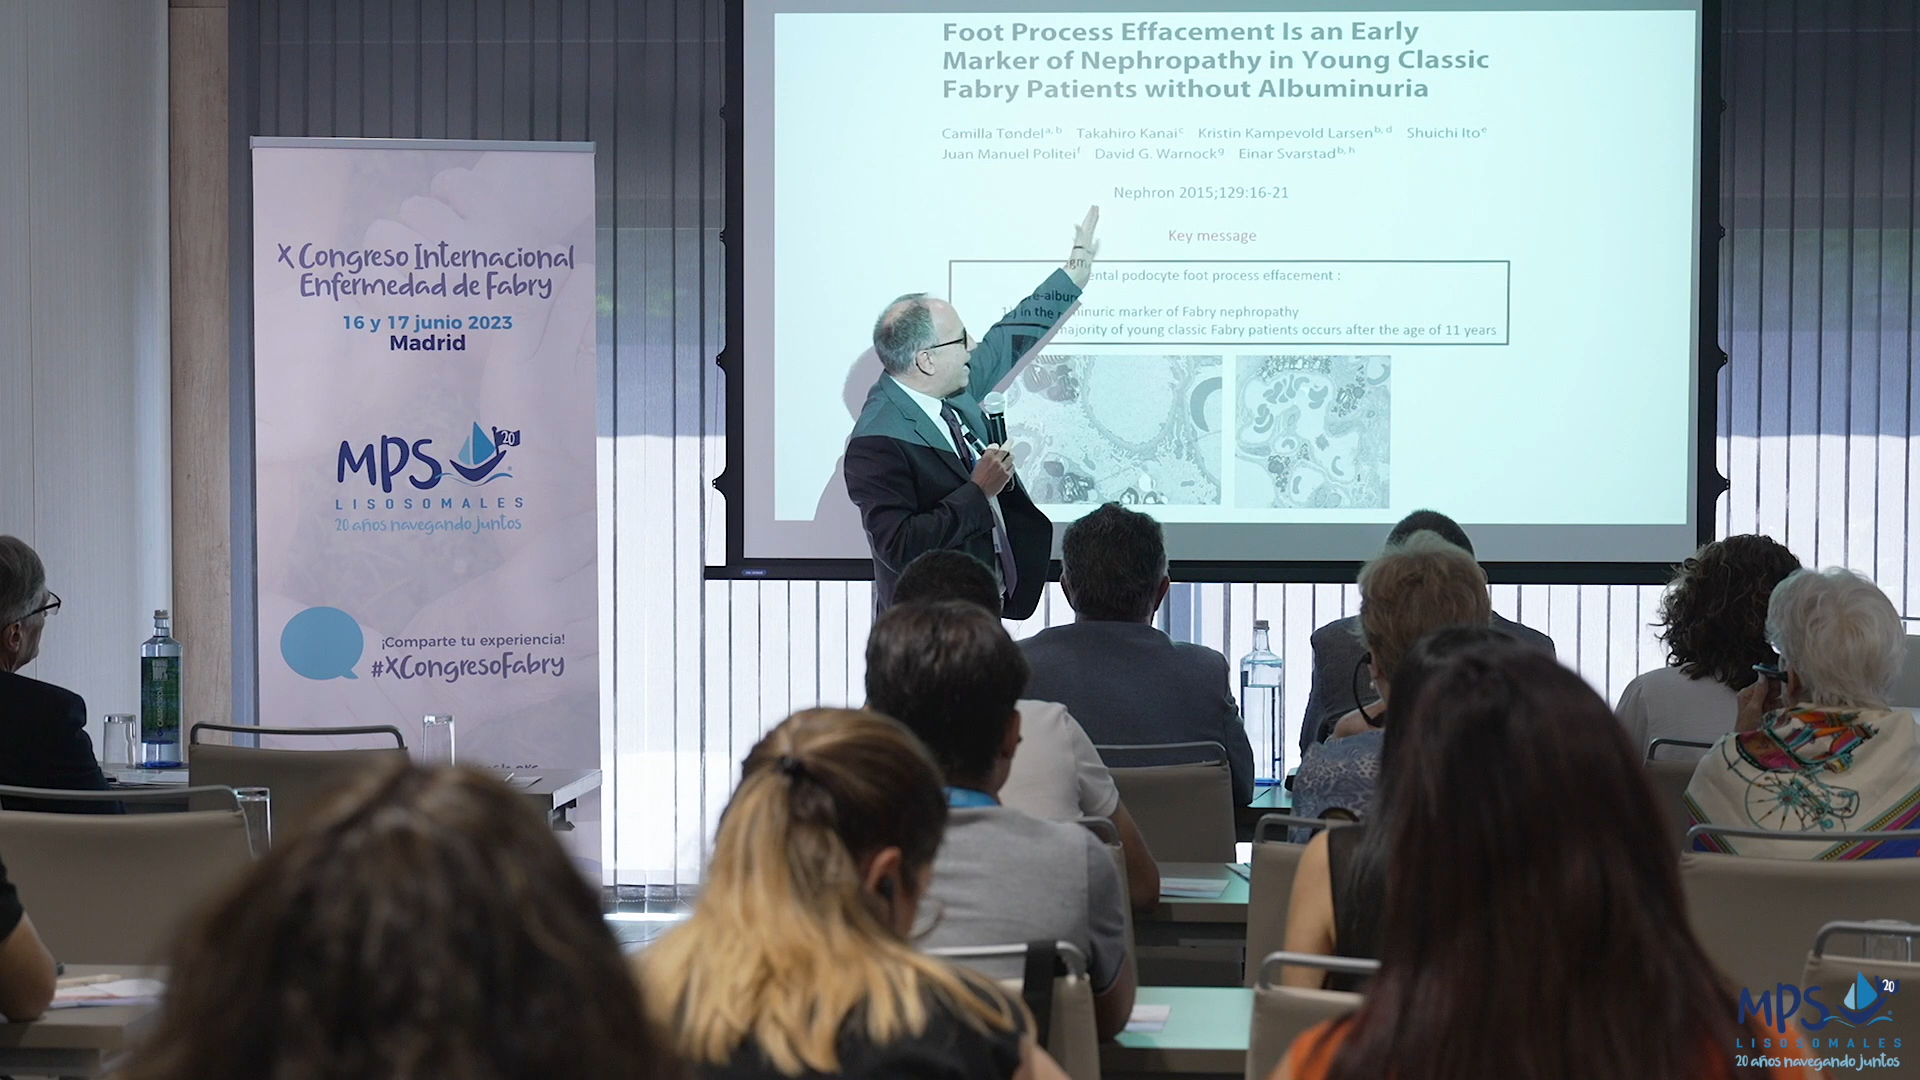 Foot Process Effacement Is an Early
Marker of Nephropathy in Young Classic
Fabry Patients without Albuminuria
Camilla Tøndel a, b Takahiro Kanai c Kristin Kampevold Larsen b, d Shuichi Ito e
Juan Manuel Politei f David G. Warnock g Einar Svarstad b, h
Nephron 2015;129:16-21
Key message
ental podocyte foot process effacement :
minuric marker of Fabry nephropathy
in the majority of young classic Fabry patients occurs after the age of 11 years
X Congreso Internacional
Enfermedad de Fabry
16 y 17 junio 2023
Madrid
MPS 20
LISOSOMALES
20 años navegando juntos
¡Comparte tu experiencia!
#XCongresoFabry
MPS 20
LISOSOMALES
20 años navegando juntos